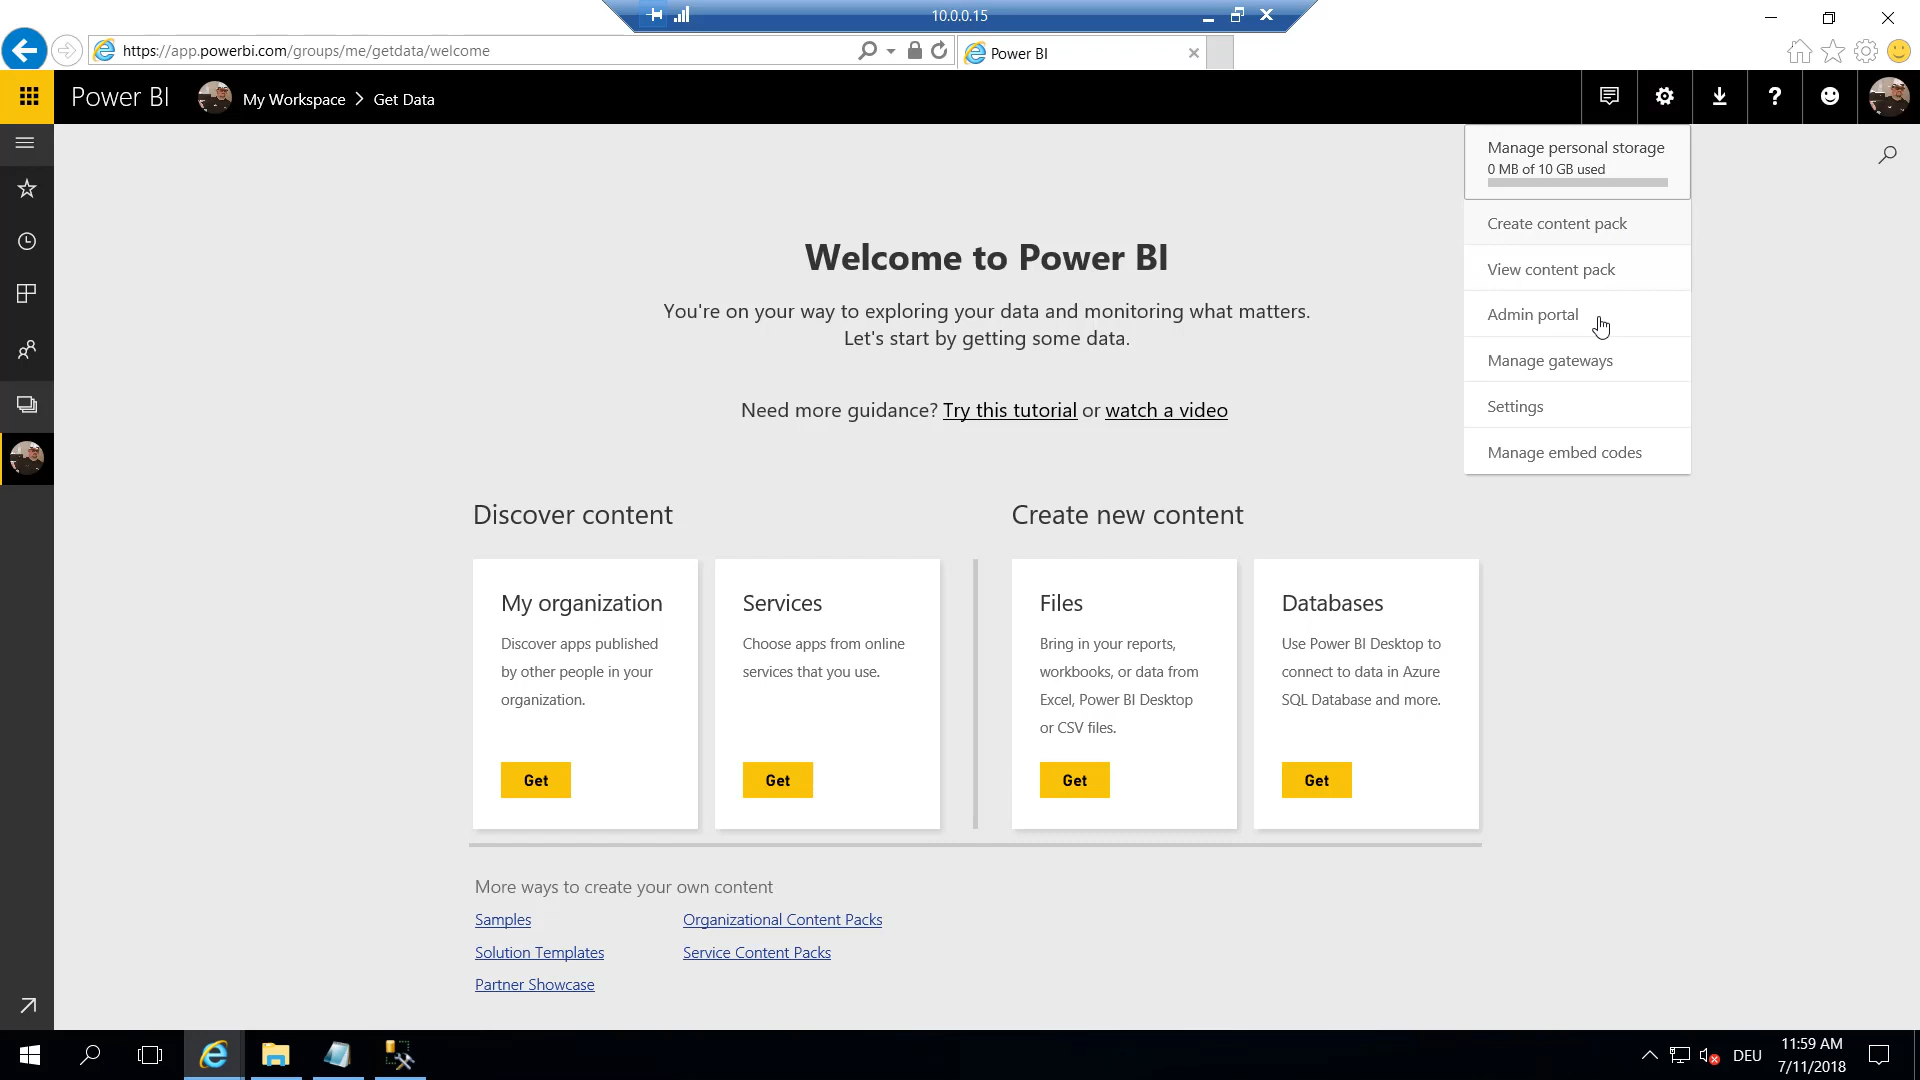 10.0.0.15
https://app.powerbi.com/groups/me/getdata/welcome
Power BI
Power BI
My Workspace
Get Data
Manage personal storage
0 MB of 10 GB used
Create content pack
View content pack
Admin portal
Manage gateways
Settings
Manage embed codes
Welcome to Power BI
You're on your way to exploring your data and monitoring what matters.
Let's start by getting some data.
Need more guidance? Try this tutorial or watch a video
Discover content
Create new content
My organization
Discover apps published
by other people in your
organization.
Get
Services
Choose apps from online
services that you use.
Get
Files
Bring in your reports,
workbooks, or data from
Excel, Power BI Desktop
or CSV files.
Get
Databases
Use Power BI Desktop to
connect to data in Azure
SQL Database and more.
Get
More ways to create your own content
Samples
Organizational Content Packs
Solution Templates
Service Content Packs
Partner Showcase
DEU
11:59 AM
7/11/2018